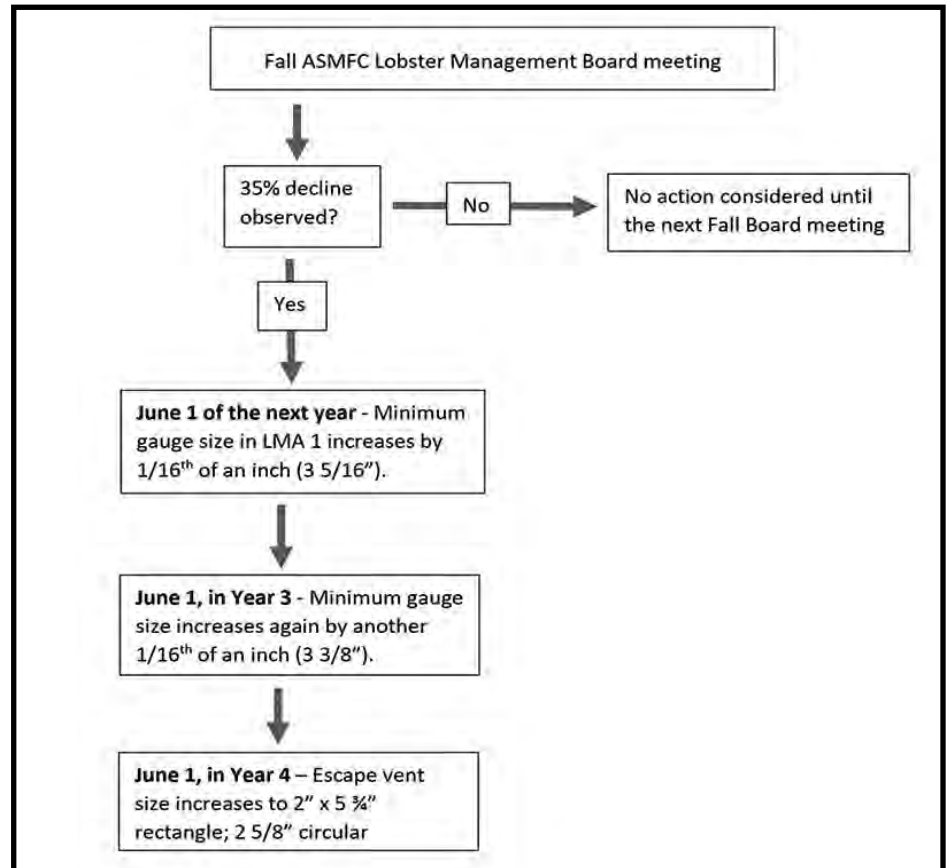 Fall ASMFC Lobster Management Board meeting
35% decline
observed?
No
No action considered until
the next Fall Board meeting
Yes
June 1 of the next year - Minimum
gauge size in LMA 1 increases by
1/16th of an inch (3 5/16”).
June 1, in Year 3 - Minimum gauge
size increases again by another
1/16th of an inch (3 3/8”).
June 1, in Year 4 – Escape vent
size increases to 2” x 5 ¾”
rectangle; 2 5/8” circular